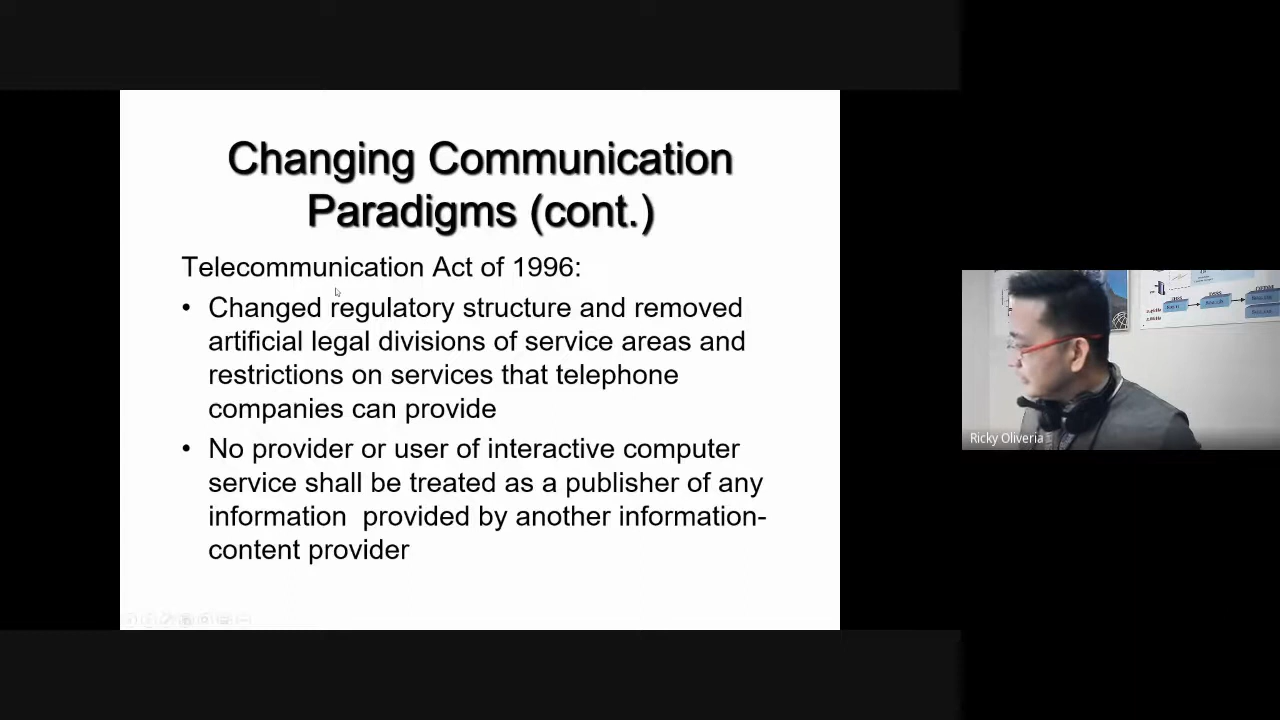 Changing Communication
Paradigms (cont.)
Telecommunication Act of 1996:
• Changed regulatory structure and removed
artificial legal divisions of service areas and
restrictions on services that telephone
companies can provide
• No provider or user of interactive computer
service shall be treated as a publisher of any
information provided by another information-
content provider
Ricky Oliveria